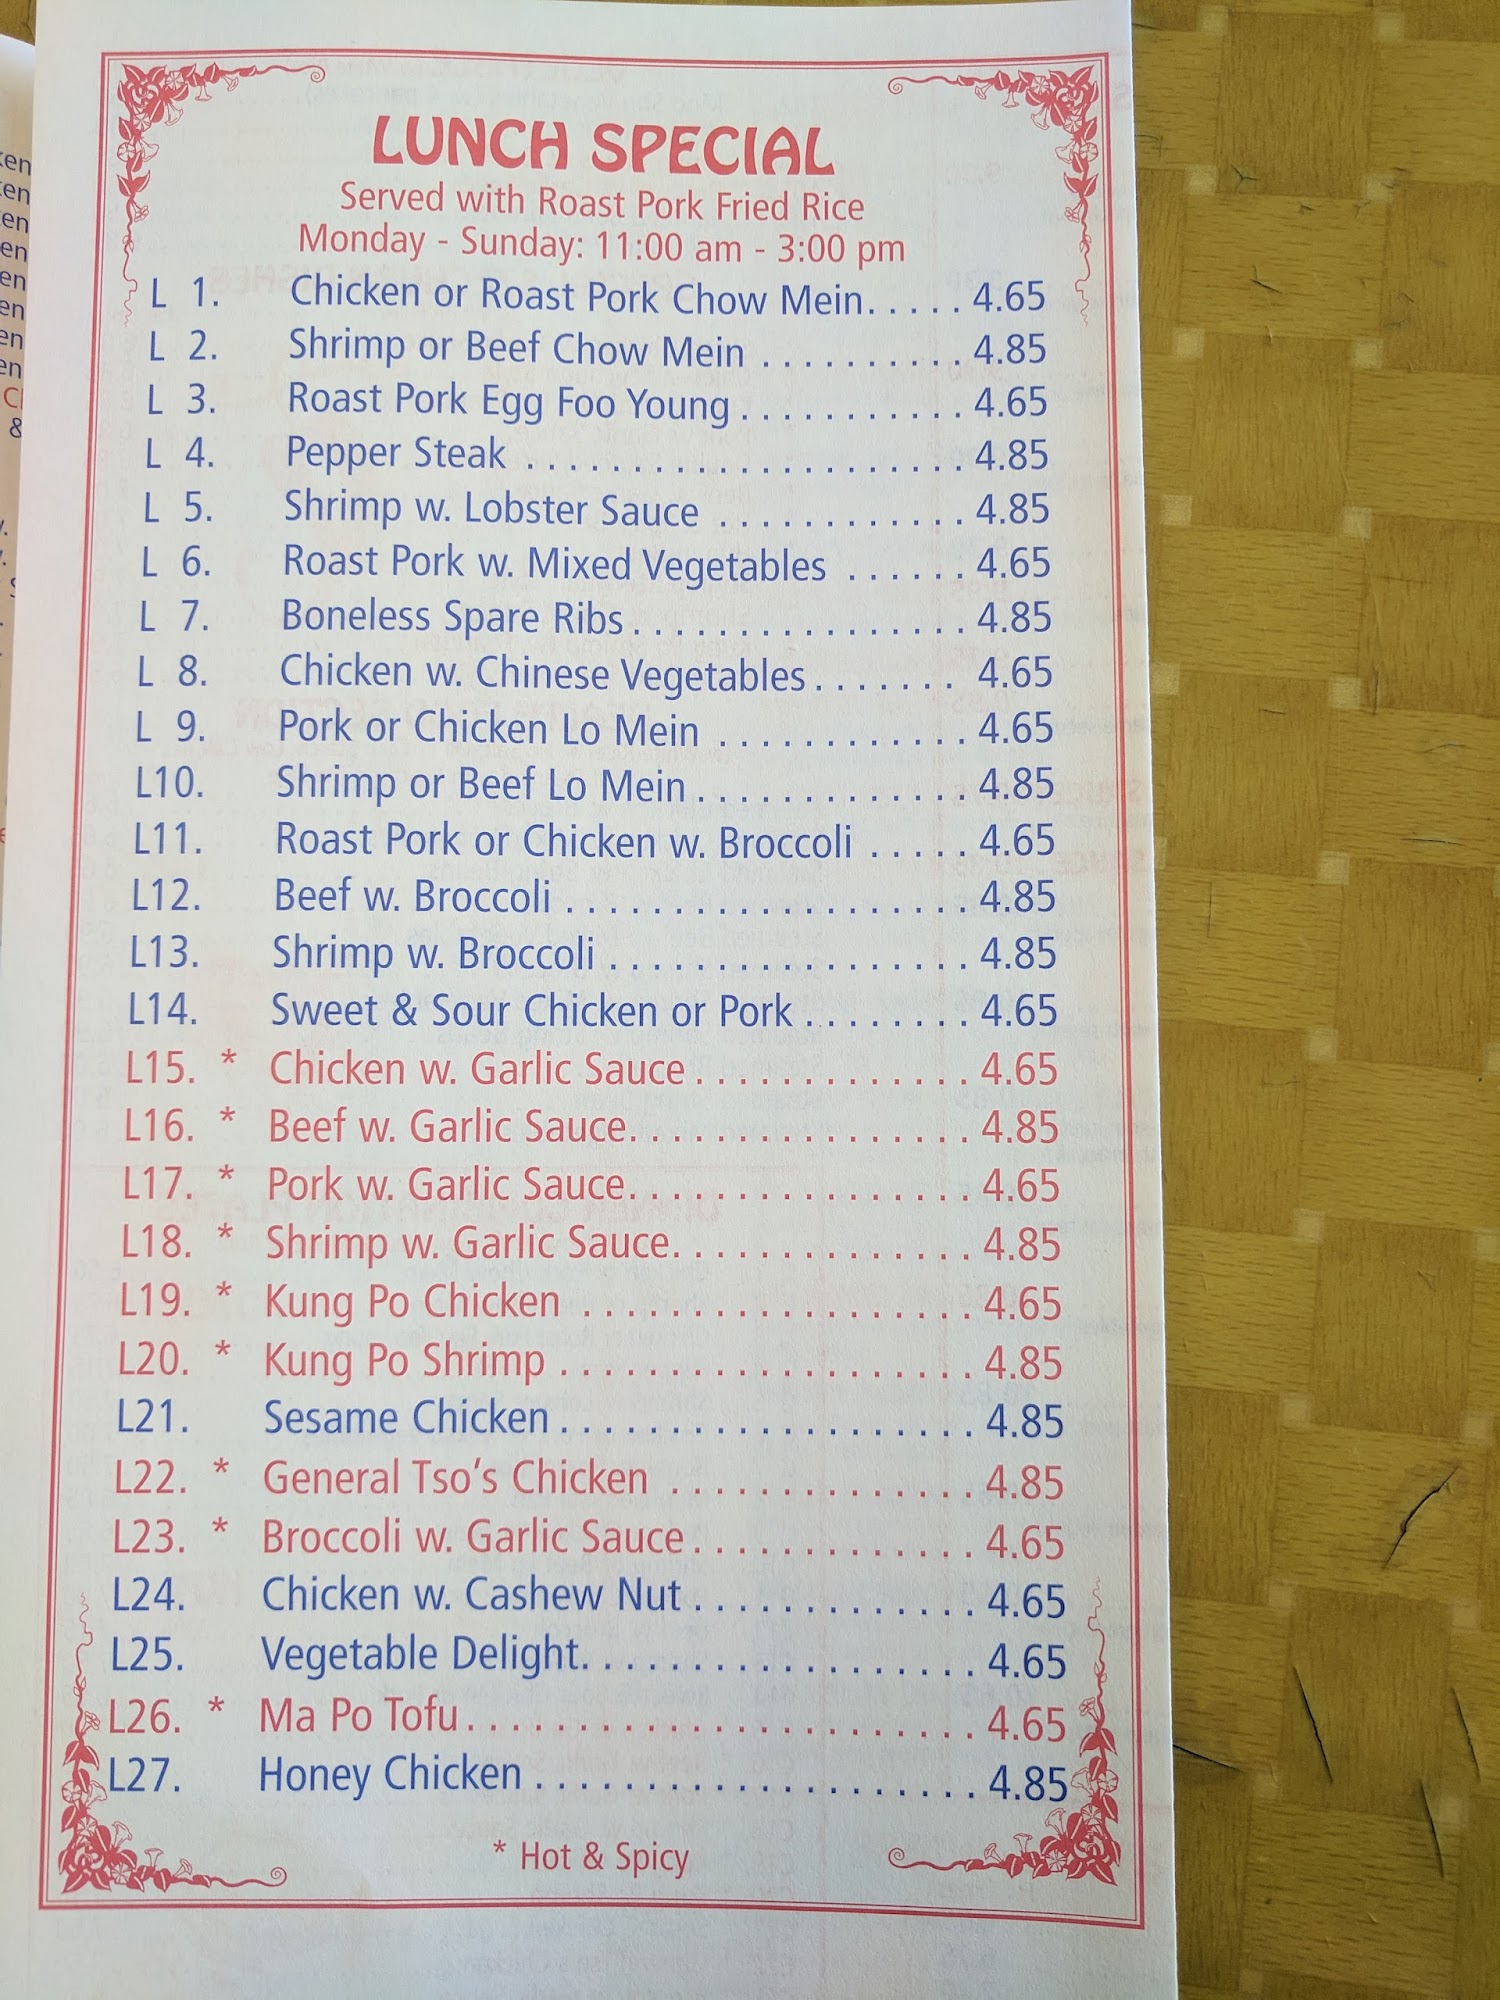 LUNCH SPECIAL
Served with Roast Pork Fried Rice
Monday - Sunday: 11:00 am - 3:00 pm
L 1. Chicken or Roast Pork Chow Mein. . . . . 4.65
L 2. Shrimp or Beef Chow Mein . . . . . . . . . . 4.85
L 3. Roast Pork Egg Foo Young . . . . . . . . . . . 4.65
L 4. Pepper Steak . . . . . . . . . . . . . . . . . . . . . 4.85
L 5. Shrimp w. Lobster Sauce . . . . . . . . . . . . 4.85
L 6. Roast Pork w. Mixed Vegetables . . . . . . 4.65
L 7. Boneless Spare Ribs . . . . . . . . . . . . . . . . 4.85
L 8. Chicken w. Chinese Vegetables . . . . . . . 4.65
L 9. Pork or Chicken Lo Mein . . . . . . . . . . . . 4.65
L10. Shrimp or Beef Lo Mein . . . . . . . . . . . . . 4.85
L11. Roast Pork or Chicken w. Broccoli . . . . . 4.65
L12. Beef w. Broccoli . . . . . . . . . . . . . . . . . . . 4.85
L13. Shrimp w. Broccoli . . . . . . . . . . . . . . . . . 4.85
L14. Sweet & Sour Chicken or Pork . . . . . . . . 4.65
L15. * Chicken w. Garlic Sauce . . . . . . . . . . . . . 4.65
L16. * Beef w. Garlic Sauce. . . . . . . . . . . . . . . . 4.85
L17. * Pork w. Garlic Sauce. . . . . . . . . . . . . . . . 4.65
L18. * Shrimp w. Garlic Sauce. . . . . . . . . . . . . . 4.85
L19. * Kung Po Chicken . . . . . . . . . . . . . . . . . . 4.65
L20. * Kung Po Shrimp . . . . . . . . . . . . . . . . . . . 4.85
L21. Sesame Chicken . . . . . . . . . . . . . . . . . . . 4.85
L22. * General Tso's Chicken . . . . . . . . . . . . . . 4.85
L23. * Broccoli w. Garlic Sauce . . . . . . . . . . . . . 4.65
L24. Chicken w. Cashew Nut . . . . . . . . . . . . . 4.65
L25. Vegetable Delight. . . . . . . . . . . . . . . . . . 4.65
L26. * Ma Po Tofu . . . . . . . . . . . . . . . . . . . . . . . 4.65
L27. Honey Chicken . . . . . . . . . . . . . . . . . . . . 4.85
* Hot & Spicy